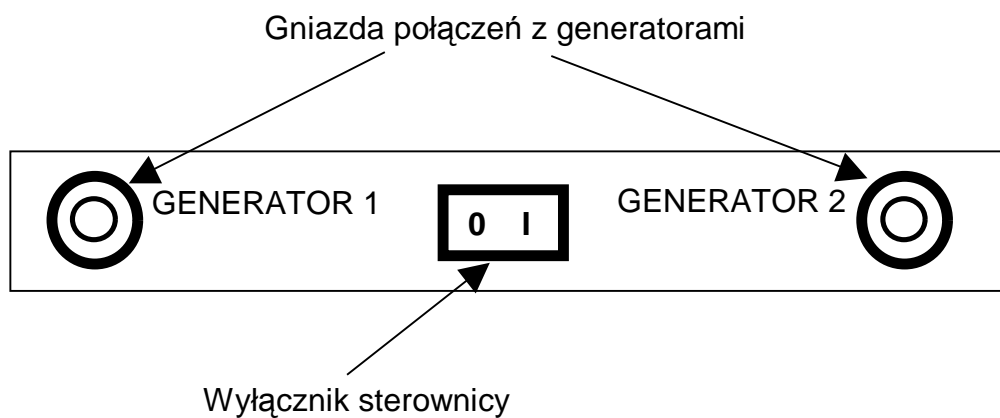 Gniazda połączeń z generatorami
GENERATOR 1
0 I
GENERATOR 2
Wyłącznik sterownicy